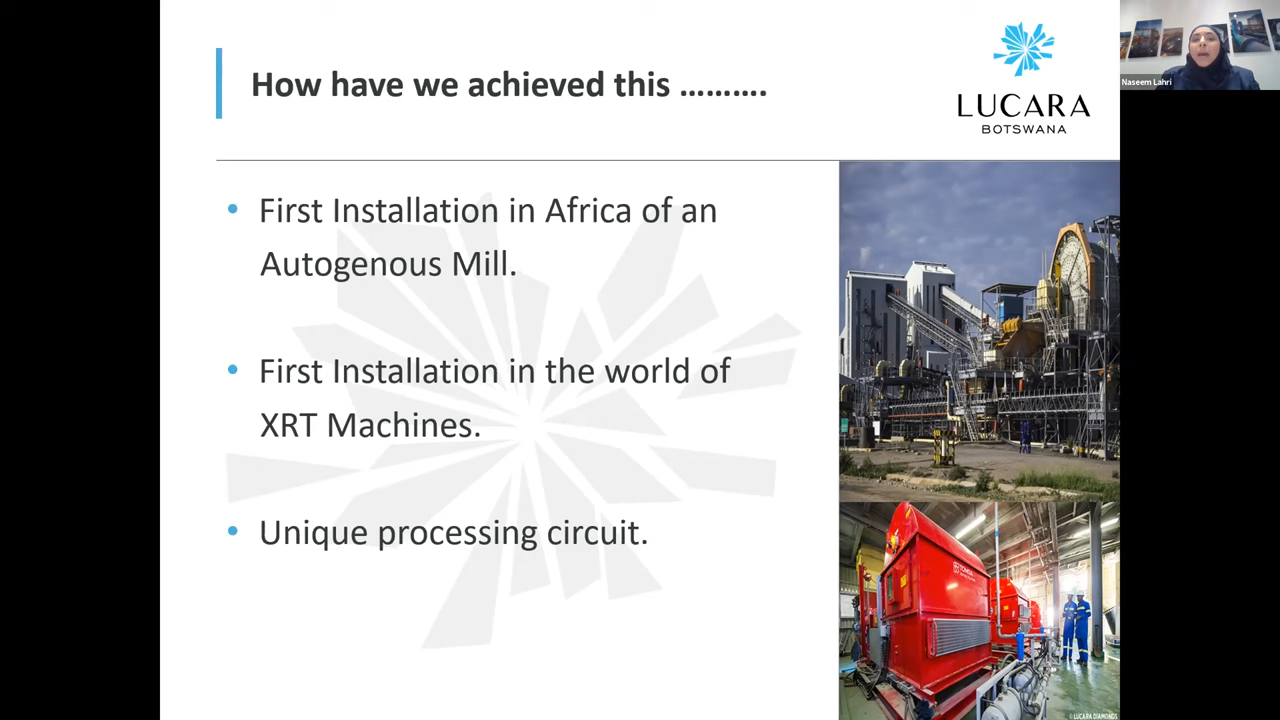 How have we achieved this ……….
LUCARA
BOTSWANA
Naseem Lahri
• First Installation in Africa of an
Autogenous Mill.
• First Installation in the world of
XRT Machines.
• Unique processing circuit.
TOMRA
© LUCARA DIAMONDS